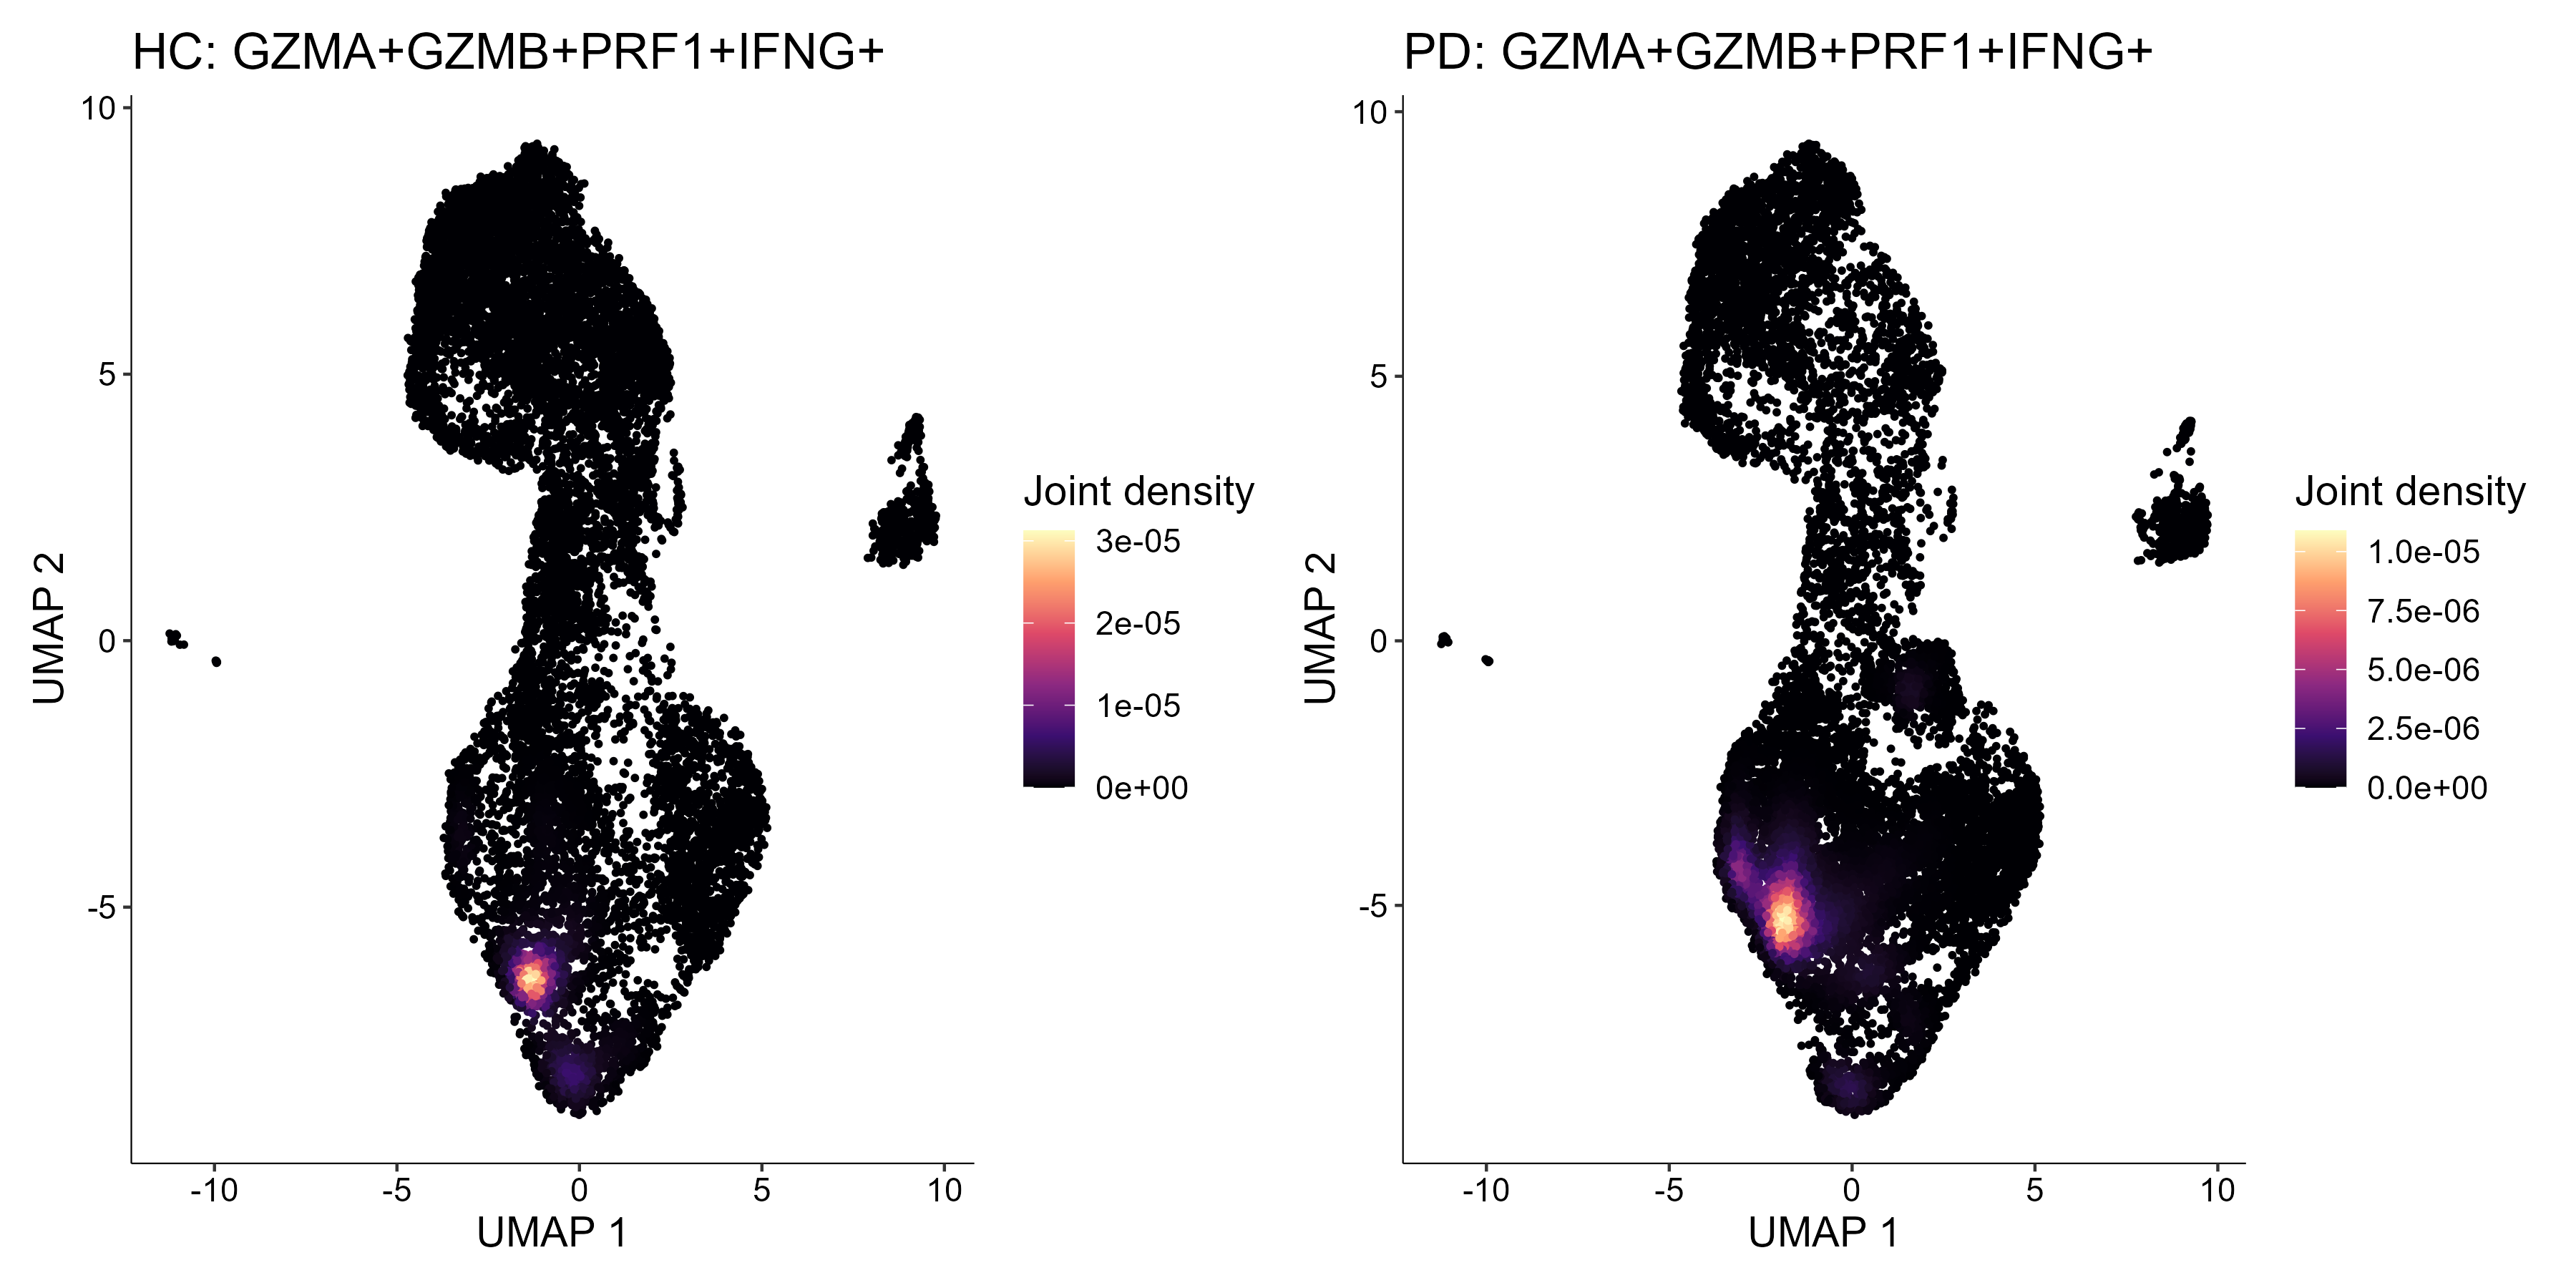 HC: GZMA+GZMB+PRF1+IFNG+
10
5
0
-5
UMAP 2
-10
-5
0
5
10
UMAP 1
Joint density
3e-05
2e-05
1e-05
0e+00
PD: GZMA+GZMB+PRF1+IFNG+
10
5
0
-5
UMAP 2
-10
-5
0
5
10
UMAP 1
Joint density
1.0e-05
7.5e-06
5.0e-06
2.5e-06
0.0e+00